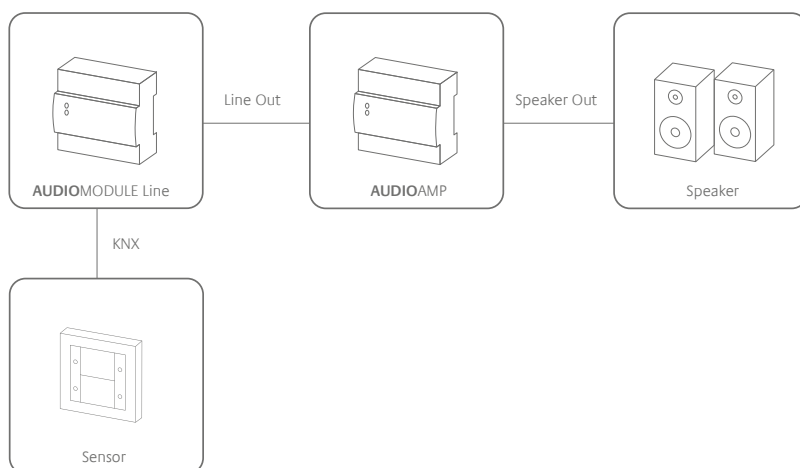 Line Out
Speaker Out
AUDIOMODULE Line
AUDIOAMP
Speaker
KNX
Sensor